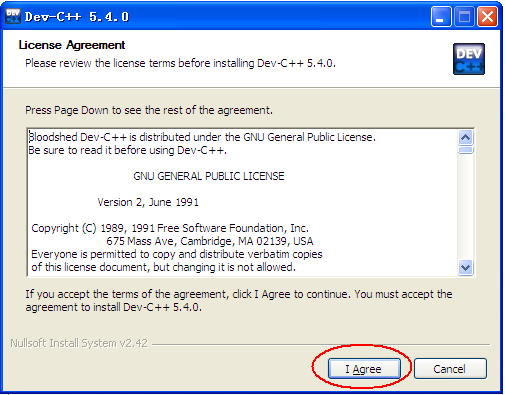 Dev-C++ 5.4.0
License Agreement
Please review the license terms before installing Dev-C++ 5.4.0.
DEV
C++
Press Page Down to see the rest of the agreement.
Bloodshed Dev-C++ is distributed under the GNU General Public License.
Be sure to read it before using Dev-C++.
GNU GENERAL PUBLIC LICENSE
Version 2, June 1991
Copyright (C) 1989, 1991 Free Software Foundation, Inc.
675 Mass Ave, Cambridge, MA 02139, USA
Everyone is permitted to copy and distribute verbatim copies
of this license document, but changing it is not allowed.
If you accept the terms of the agreement, click I Agree to continue. You must accept the
agreement to install Dev-C++ 5.4.0.
Nullsoft Install System v2.42
I Agree
Cancel